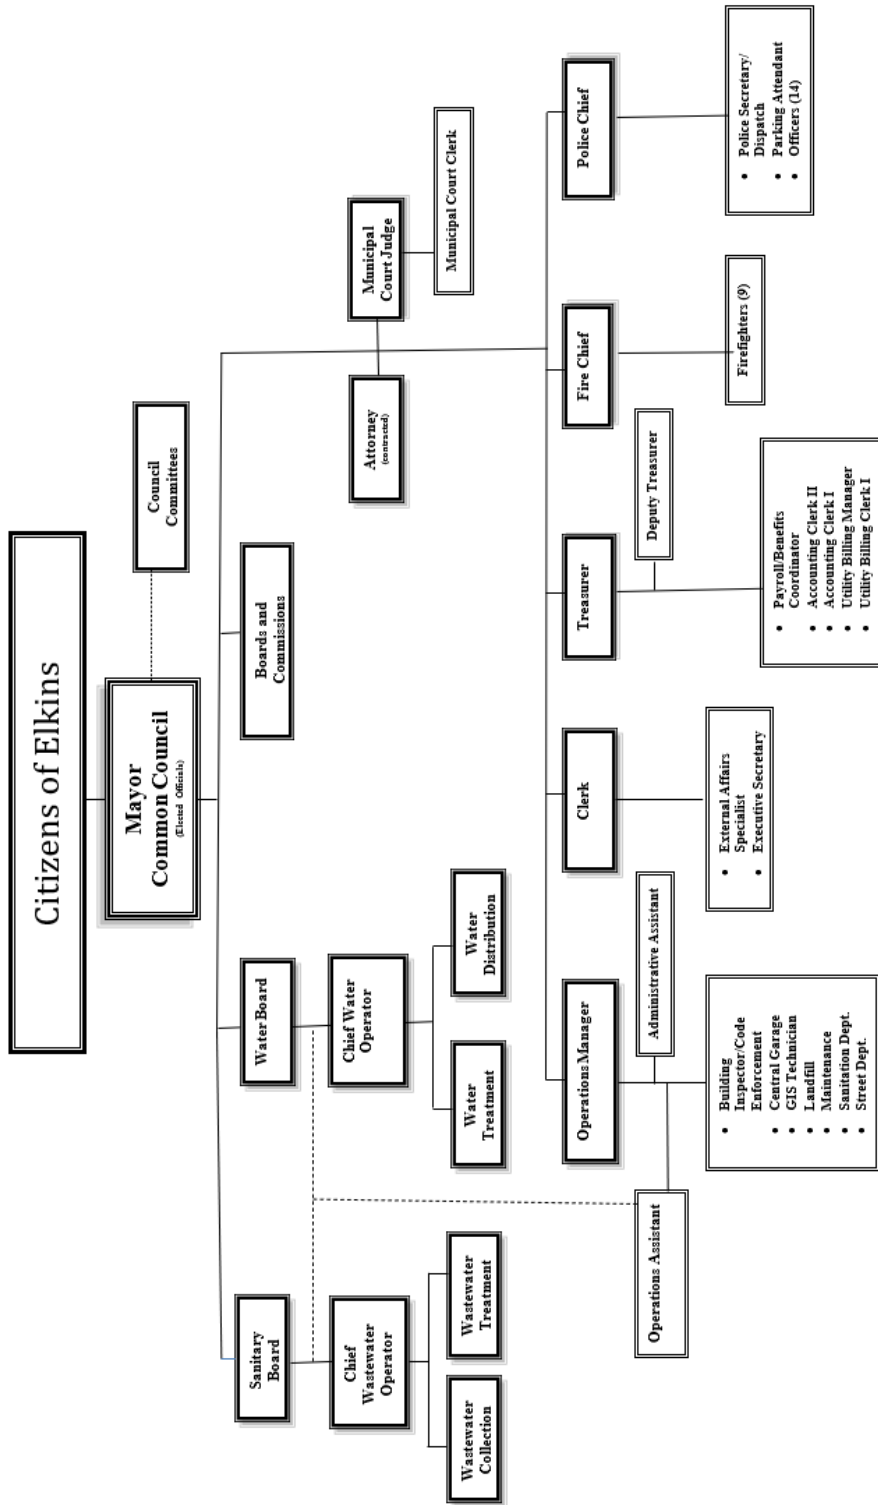 Citizens of Elkins
Mayor
Common Council
(Elected Officials)
Council
Committees
Sanitary
Board
Water Board
Boards and
Commissions
Chief
Wastewater
Operator
Chief Water
Operator
Attorney
(contracted)
Municipal
Court Judge
Municipal Court Clerk
Wastewater
Collection
Wastewater
Treatment
Water
Treatment
Water
Distribution
Operations Manager
Clerk
Treasurer
Fire Chief
Police Chief
Operations Assistant
Administrative Assistant
Deputy Treasurer
• Building
Inspector/Code
Enforcement
• Central Garage
• GIS Technician
• Landfill
• Maintenance
• Sanitation Dept.
• Street Dept.
• External Affairs
Specialist
• Executive Secretary
• Payroll/Benefits
Coordinator
• Accounting Clerk II
• Accounting Clerk I
• Utility Billing Manager
• Utility Billing Clerk I
Firefighters (9)
• Police Secretary/
Dispatch
• Parking Attendant
• Officers (14)